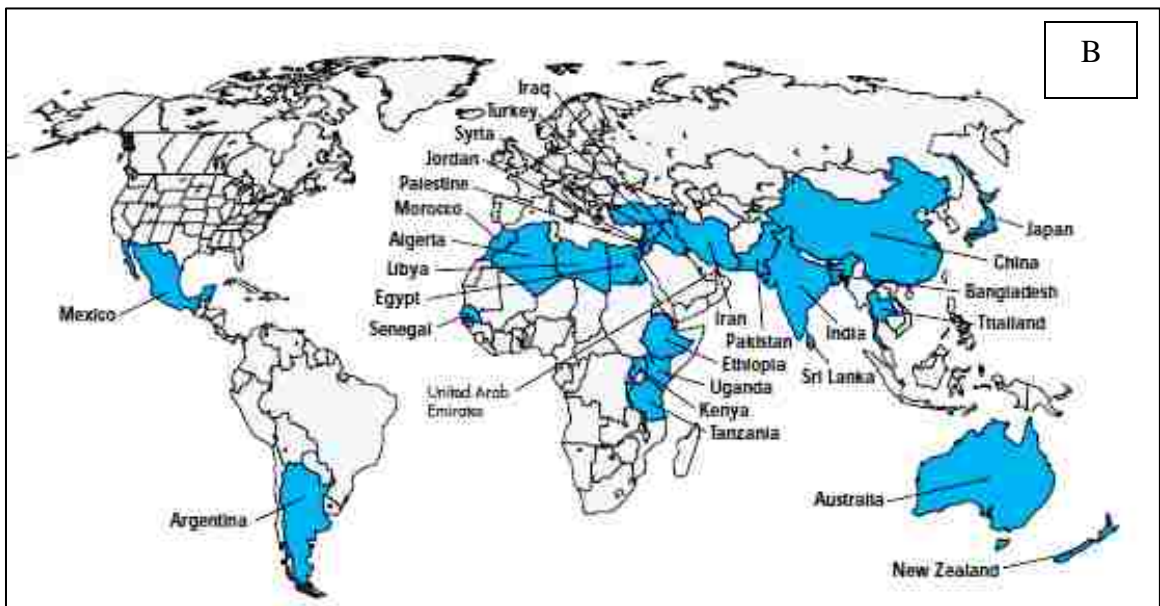 B
Iraq
Turkey
Syria
Jordan
Palestine
Morocco
Algeria
Libya
Egypt
Senegal
United Arab
Emirates
Mexico
Argentina
Japan
China
Bangladesh
Thailand
India
Iran
Pakistan
Sri Lanka
Ethiopia
Uganda
Kenya
Tanzania
Australia
New Zealand